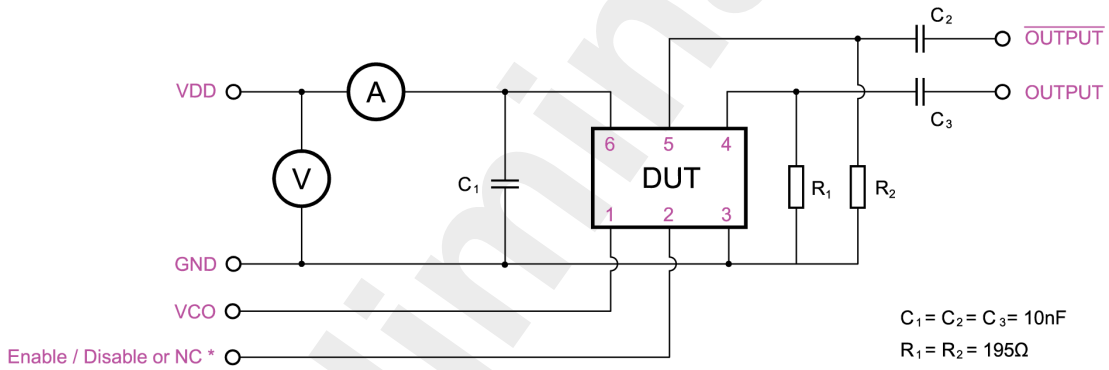 C₂
OUTPUT
VDD
A
OUTPUT
C₃
6 5 4
V
C₁
DUT
R₁
R₂
1 2 3
GND
VCO
C₁= C₂= C₃= 10nF
Enable / Disable or NC *
R₁= R₂= 195Ω